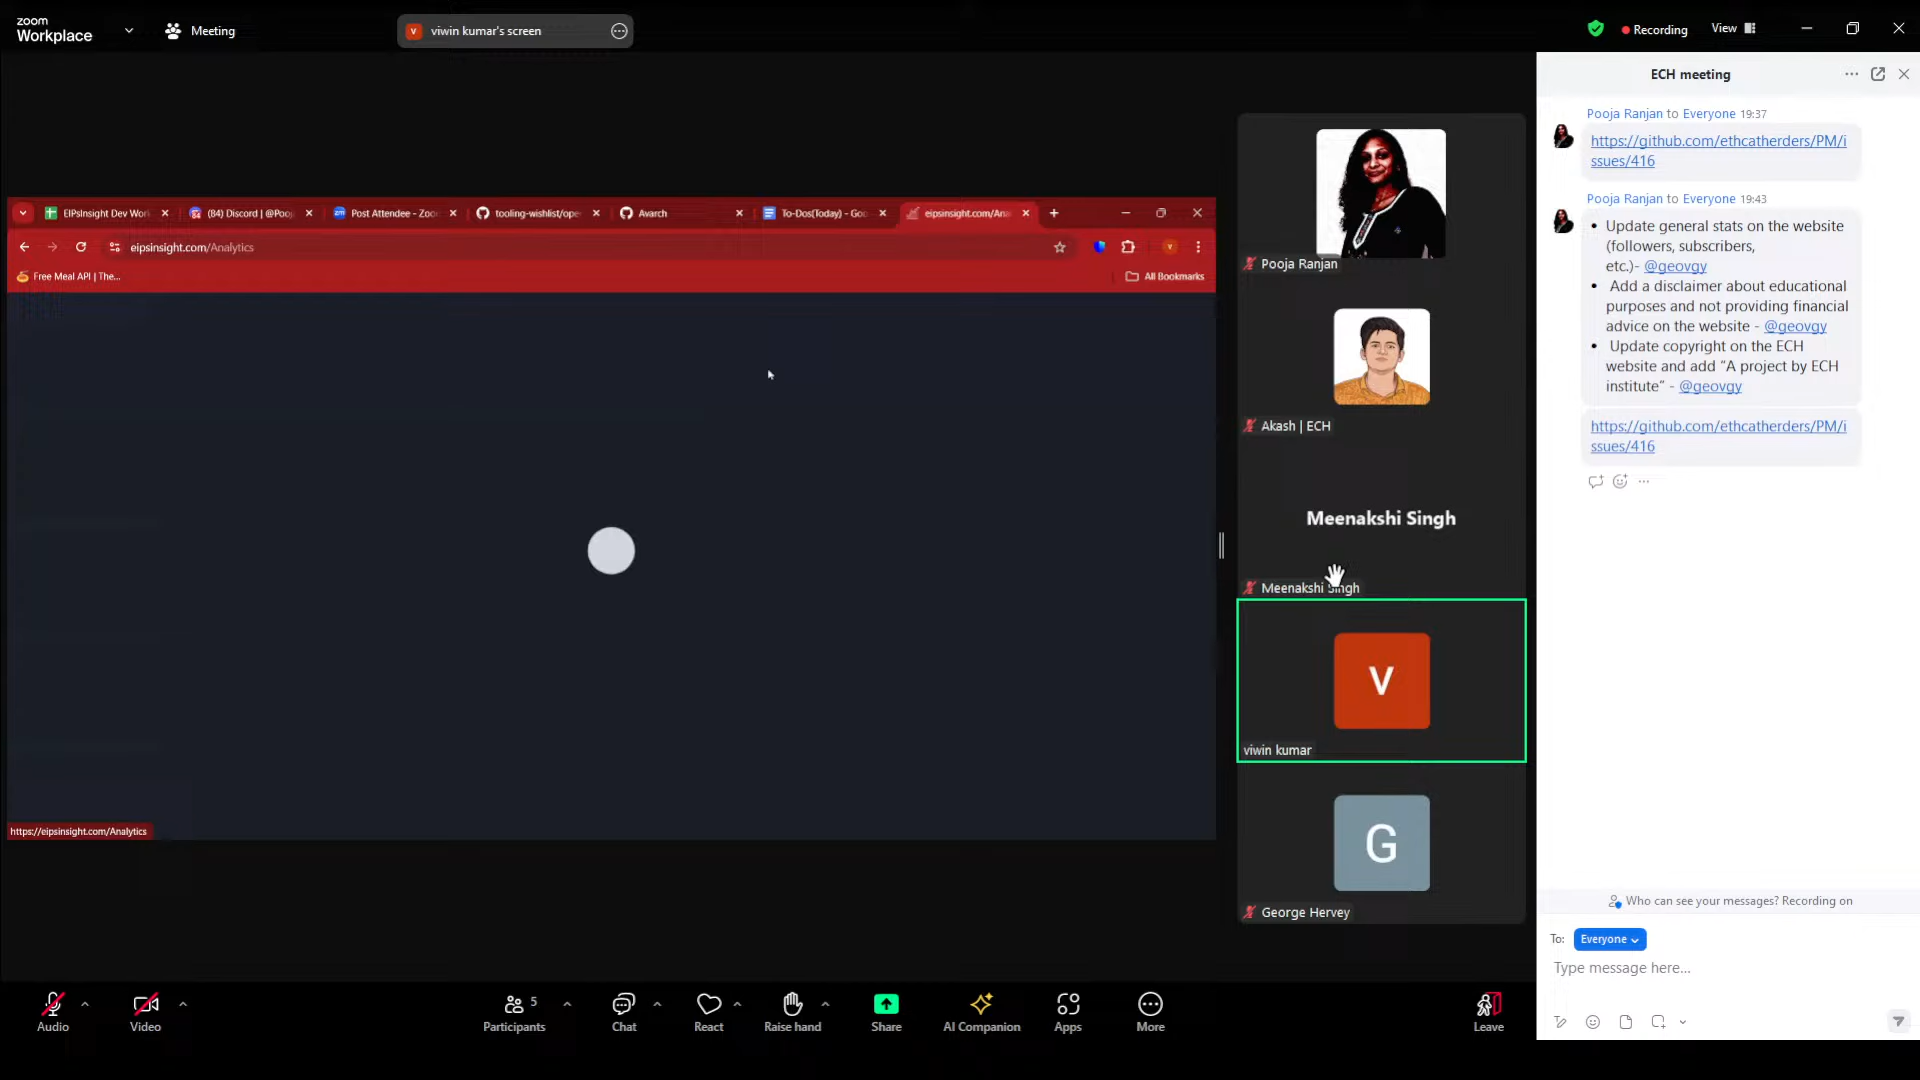 zoom
Workplace
Meeting
V viwin kumar's screen
Recording
View
EIPsInsight Dev Wor
(84) Discord | @Pooj
Post Attendee - Zoo
tooling-wishlist/ope
Avarch
To-Dos(Today) - Goo
eipsinsight.com/Ana
eipsinsight.com/Analytics
V
Free Meal API | The...
All Bookmarks
https://eipsinsight.com/Analytics
Pooja Ranjan
Akash | ECH
Meenakshi Singh
Meenakshi Singh
V
viwin kumar
G
George Hervey
ECH meeting
Pooja Ranjan to Everyone 19:37
https://github.com/ethcatherders/PM/i
ssues/416
Pooja Ranjan to Everyone 19:43
• Update general stats on the website
(followers, subscribers,
etc.)- @geovgy
• Add a disclaimer about educational
purposes and not providing financial
advice on the website - @geovgy
• Update copyright on the ECH
website and add “A project by ECH
institute” - @geovgy
https://github.com/ethcatherders/PM/i
ssues/416
Who can see your messages? Recording on
To: Everyone
Type message here...
Audio
Video
5
Participants
Chat
React
Raise hand
Share
AI Companion
Apps
More
Leave